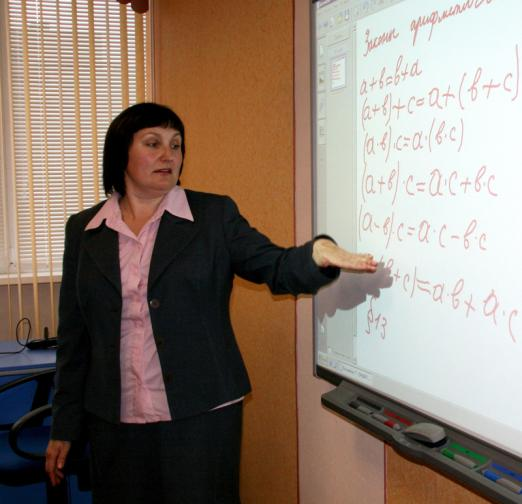 Законы
а+в=в+а
(а+в)+с=а+(в+с)
(а·в)·с=а·(в·с)
(а+в)·с=а·с+в·с
(а-в)·с=а·с-в·с
+с)=а·в+а·с
§13